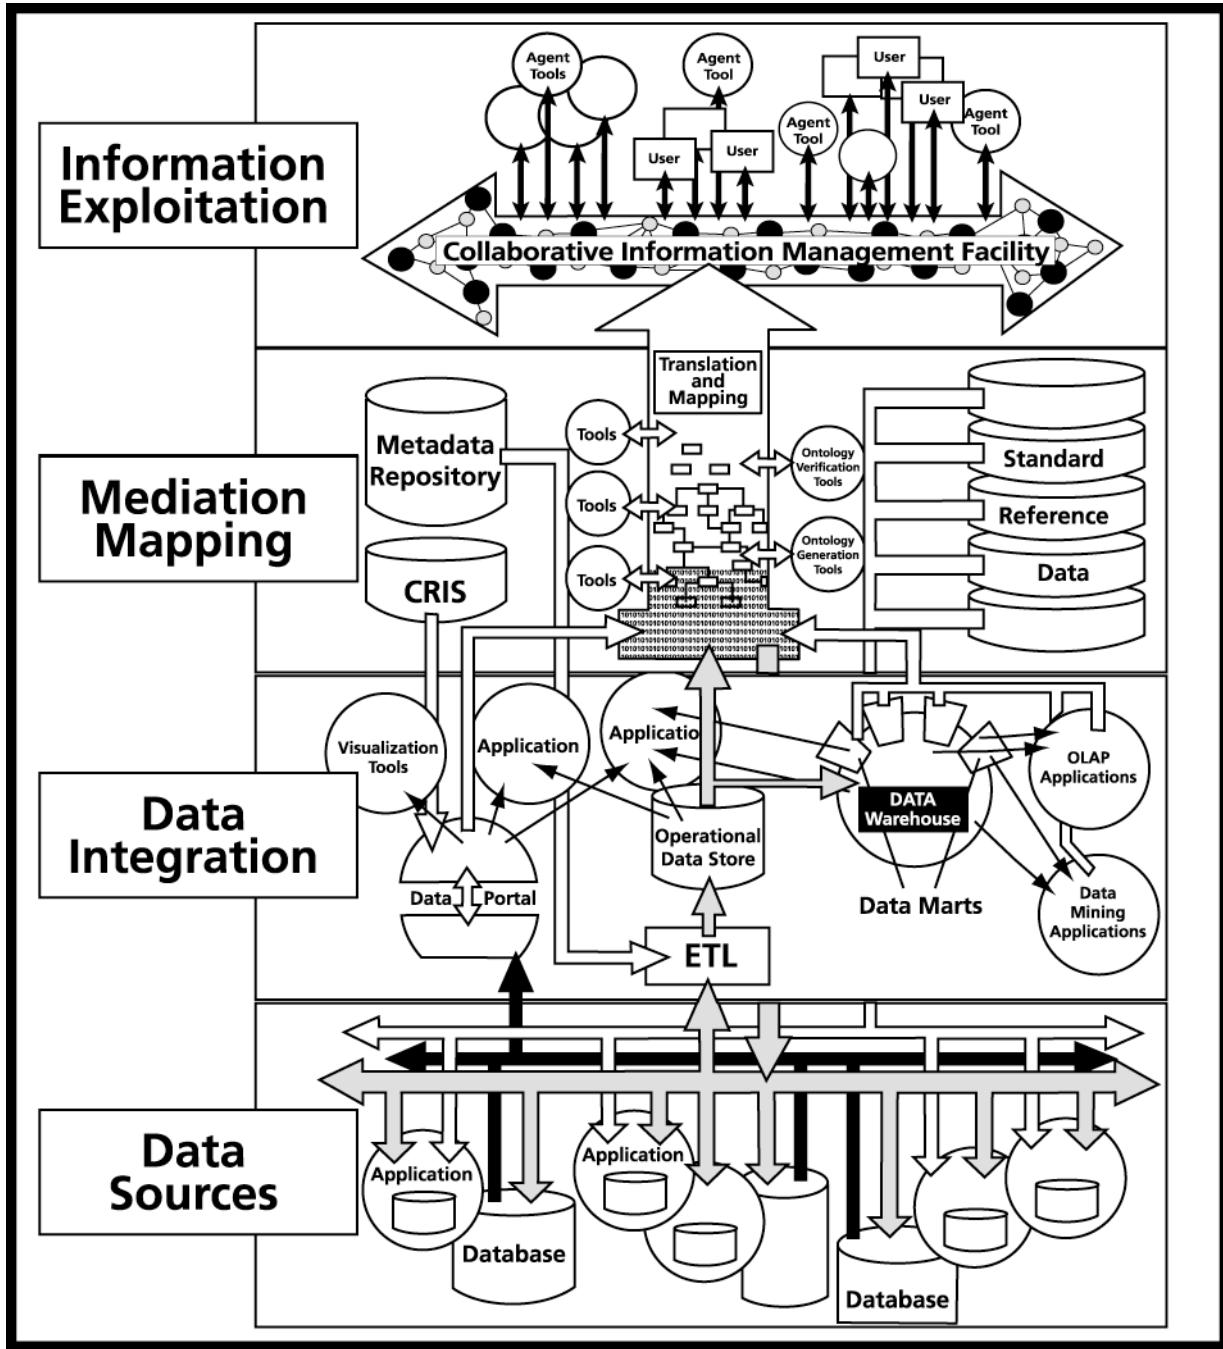 Information
Exploitation
Agent
Tools
Agent
Tool
User
User
Agent
Tool
User
User
Agent
Tool
Collaborative Information Management Facility
Mediation
Mapping
Translation
and
Mapping
Metadata
Repository
CRIS
Tools
Tools
Tools
Ontology
Verification
Tools
Ontology
Generation
Tools
Standard
Reference
Data
Data
Integration
Visualization
Tools
Application
Applicatio
OLAP
Applications
DATA
Warehouse
Operational
Data Store
Data Portal
Data Marts
Data
Mining
Applications
ETL
Data
Sources
Application
Database
Application
Database